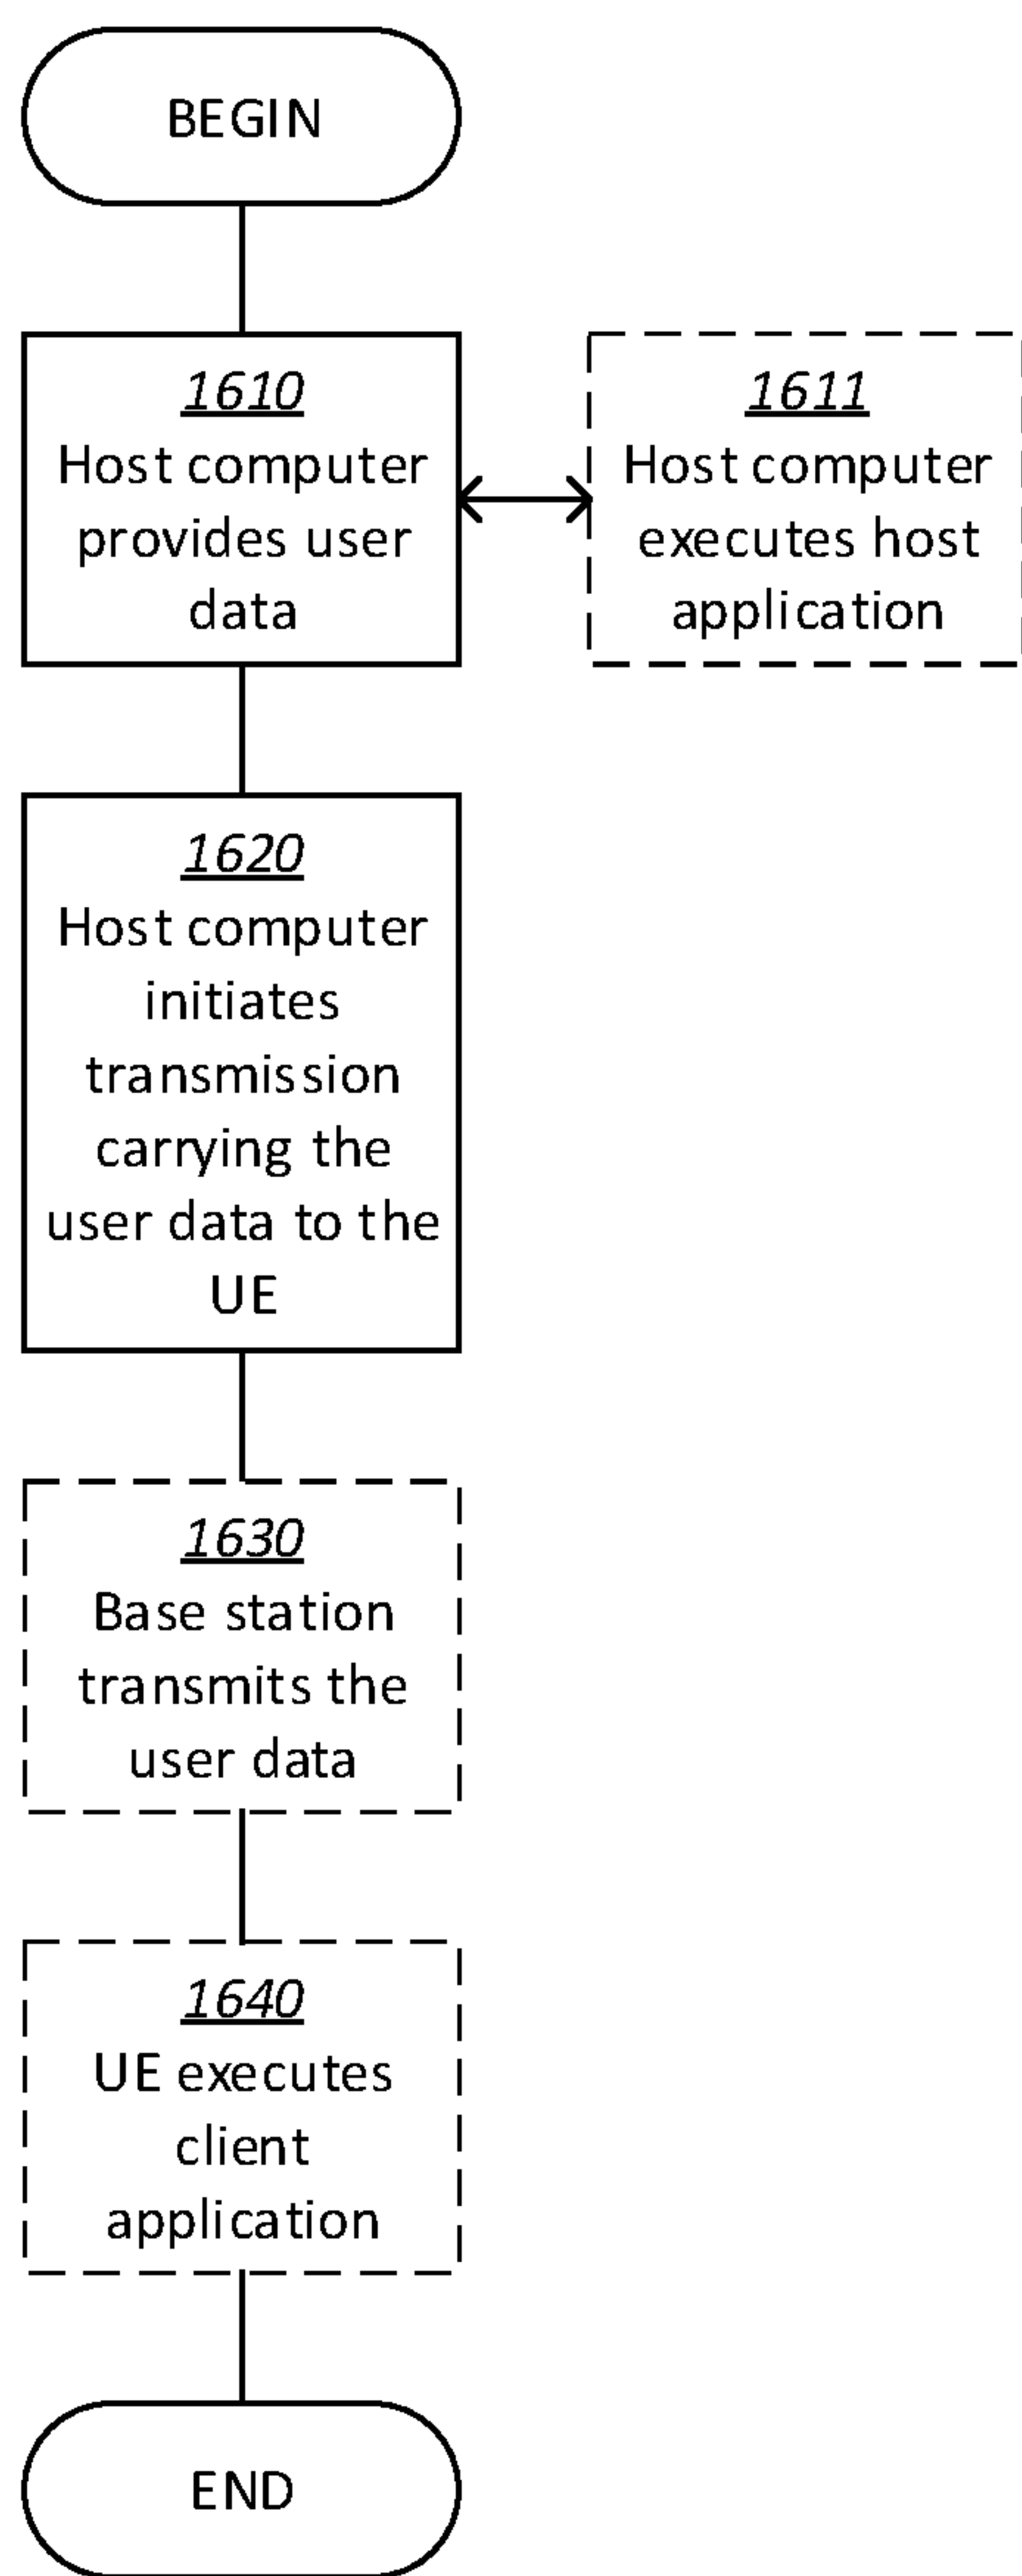 BEGIN
1610
Host computer
provides user
data
1611
Host computer
executes host
application
1620
Host computer
initiates
transmission
carrying the
user data to the
UE
1630
Base station
transmits the
user data
1640
UE executes
client
application
END